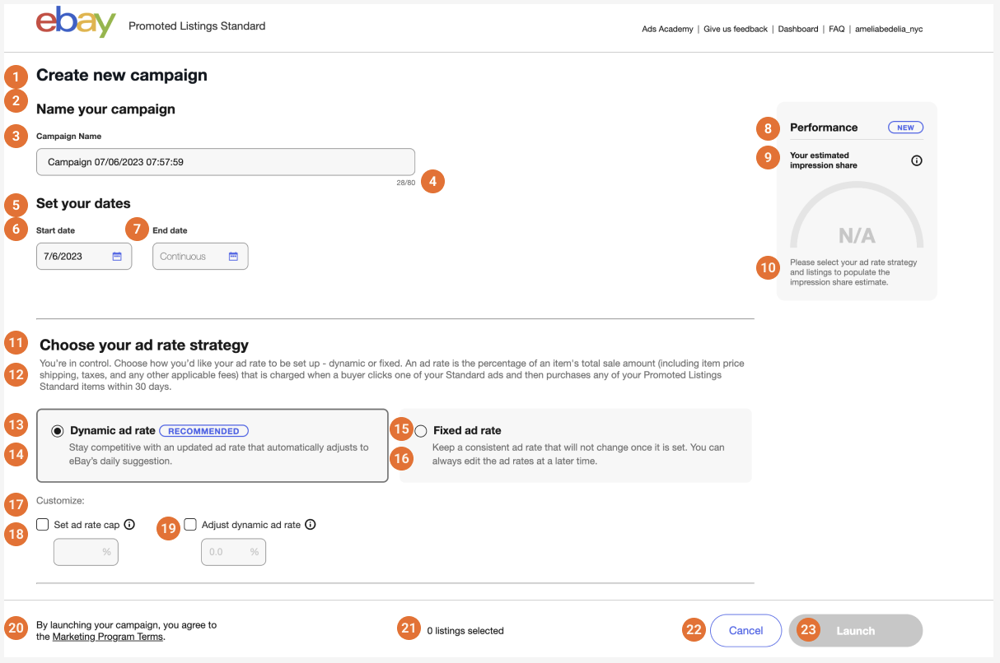 ebay Promoted Listings Standard
Ads Academy | Give us feedback | Dashboard | FAQ | ameliabedelia_nyc
1 Create new campaign
2 Name your campaign
3 Campaign Name
Campaign 07/06/2023 07:57:59
28/80 4
5 Set your dates
6 Start date 7 End date
7/6/2023 Continuous
8 Performance NEW
9 Your estimated
impression share
N/A
10 Please select your ad rate strategy
and listings to populate the
impression share estimate.
11 Choose your ad rate strategy
12 You're in control. Choose how you'd like your ad rate to be set up - dynamic or fixed. An ad rate is the percentage of an item's total sale amount (including item price
shipping, taxes, and any other applicable fees) that is charged when a buyer clicks one of your Standard ads and then purchases any of your Promoted Listings
Standard items within 30 days.
13 Dynamic ad rate RECOMMENDED
14 Stay competitive with an updated ad rate that automatically adjusts to
eBay's daily suggestion.
15 Fixed ad rate
16 Keep a consistent ad rate that will not change once it is set. You can
always edit the ad rates at a later time.
17 Customize:
18 Set ad rate cap 19 Adjust dynamic ad rate
% 0.0 %
20 By launching your campaign, you agree to
the Marketing Program Terms.
21 0 listings selected
22 Cancel 23 Launch